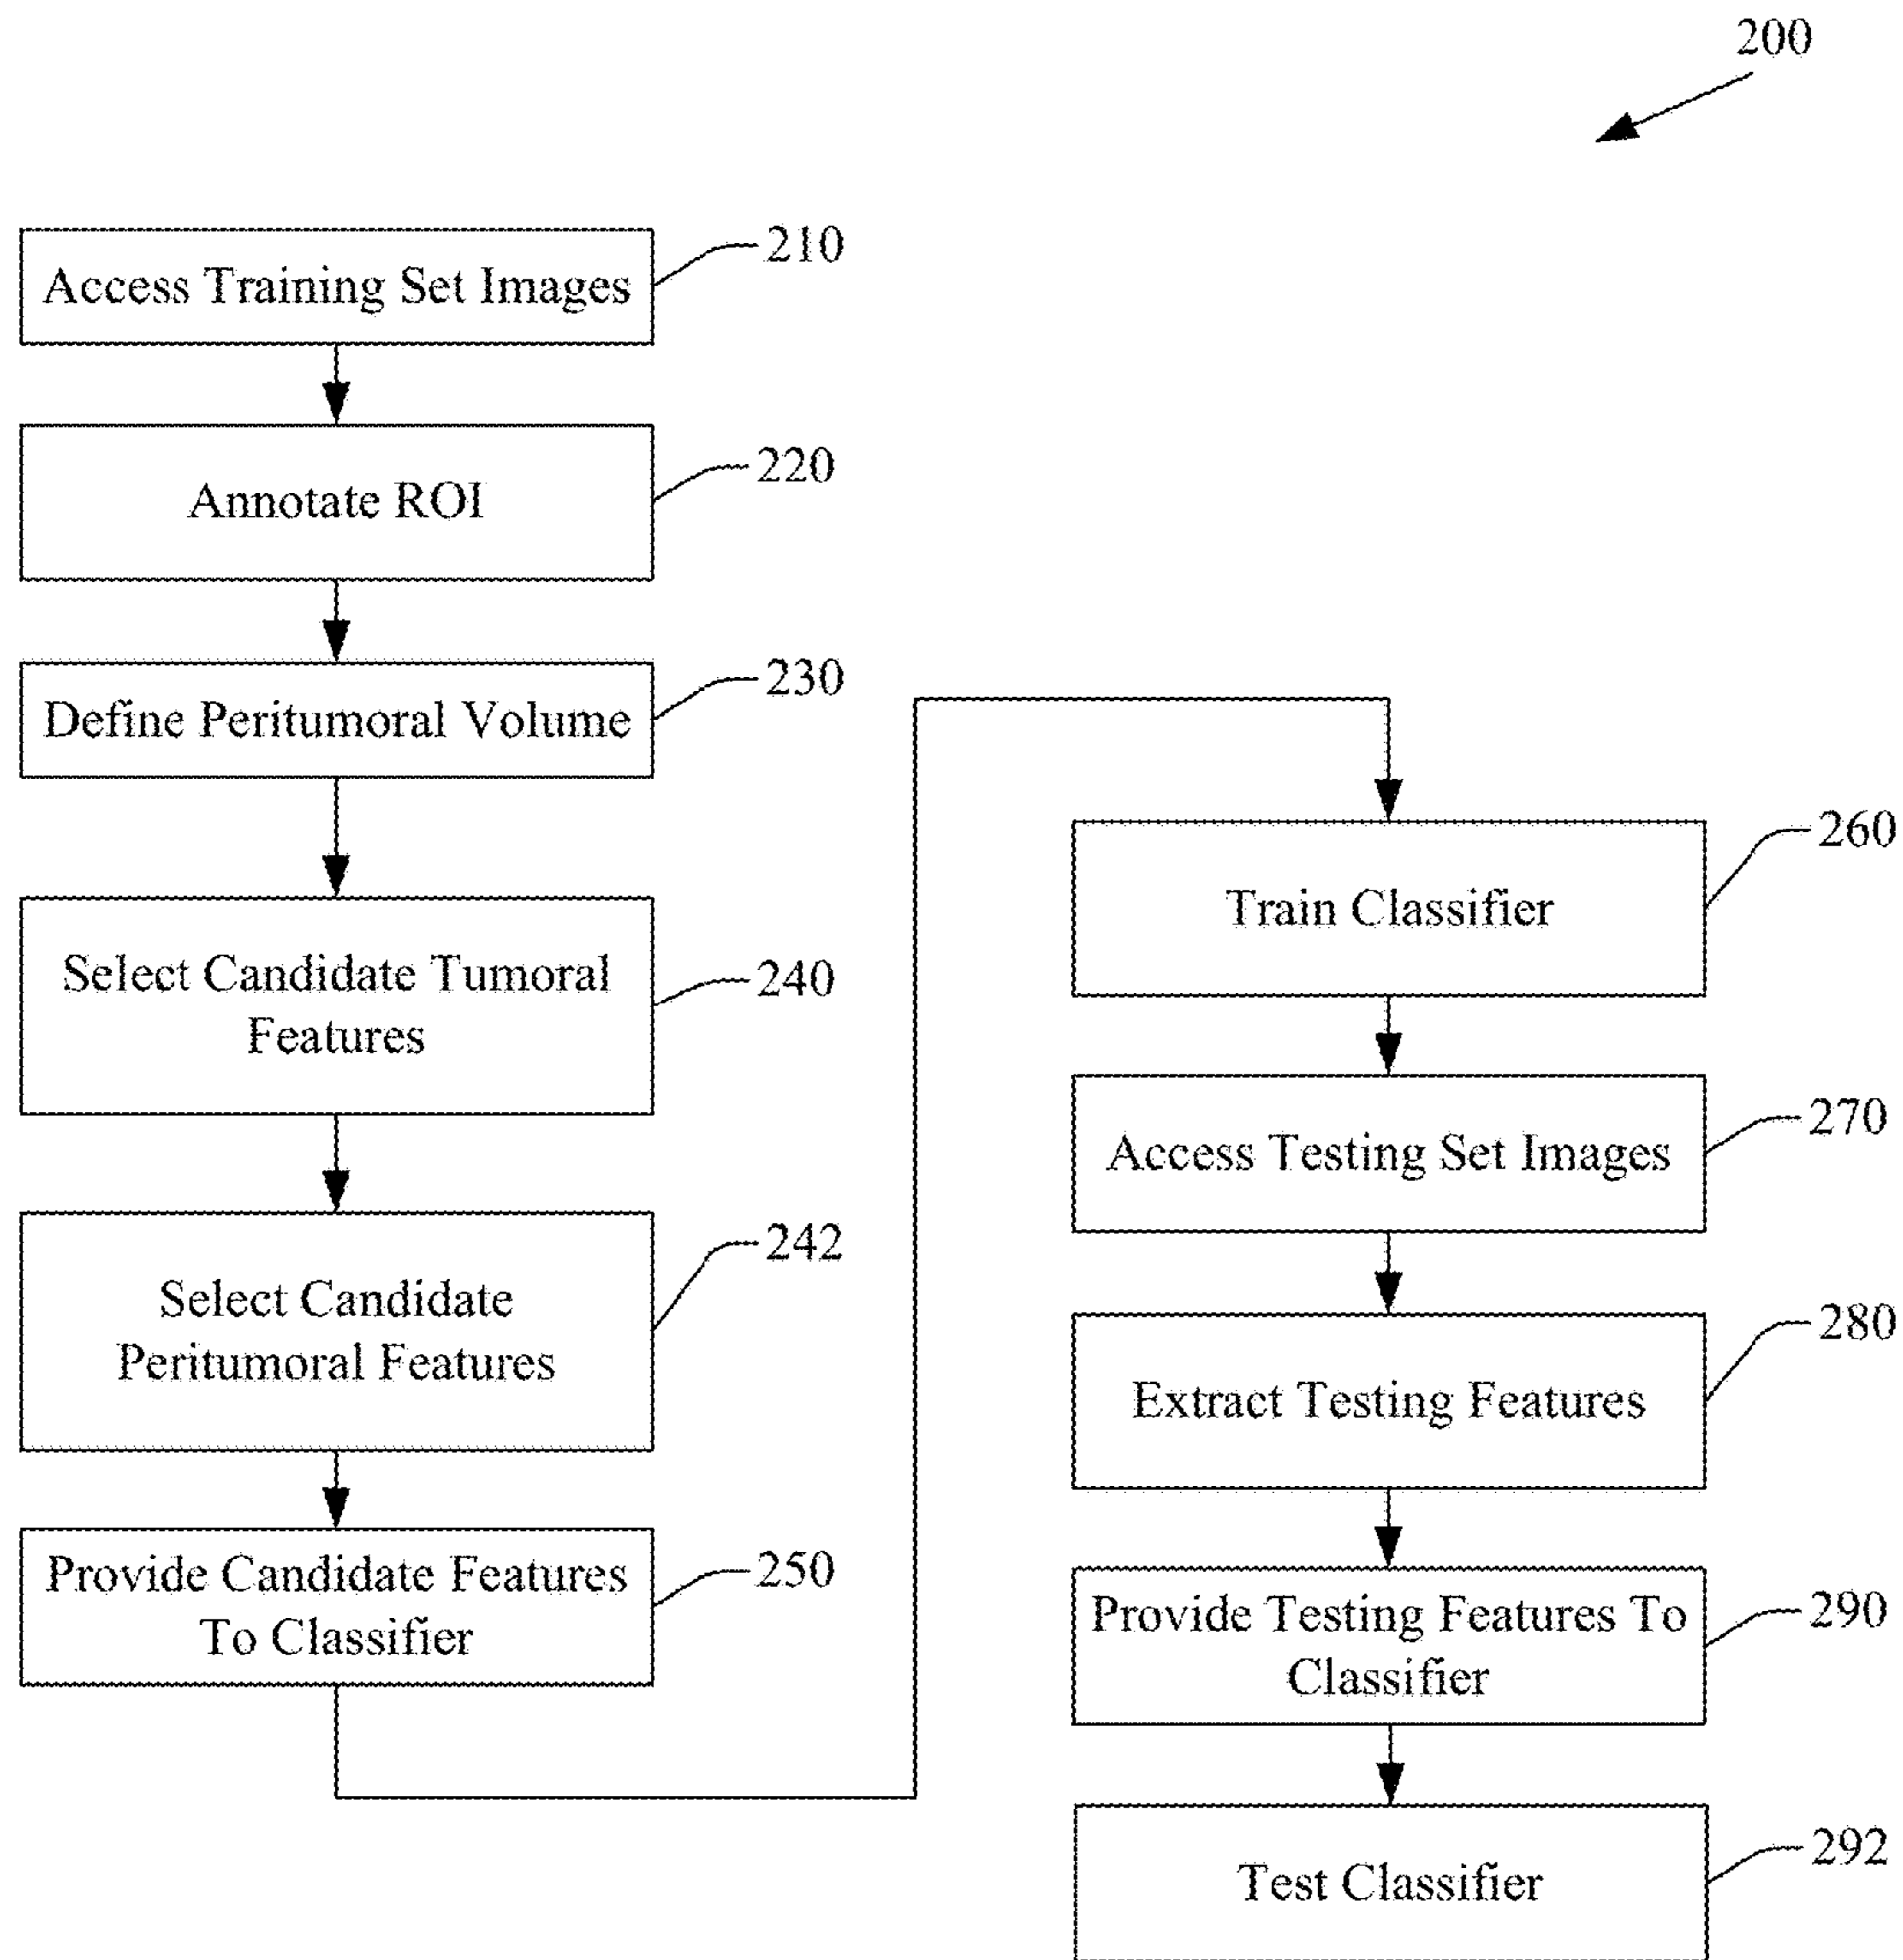 200
Access Training Set Images
210
Annotate ROI
220
Define Peritumoral Volume
230
Select Candidate Tumoral
Features
240
Select Candidate
Peritumoral Features
242
Provide Candidate Features
To Classifier
250
Train Classifier
260
Access Testing Set Images
270
Extract Testing Features
280
Provide Testing Features To
Classifier
290
Test Classifier
292